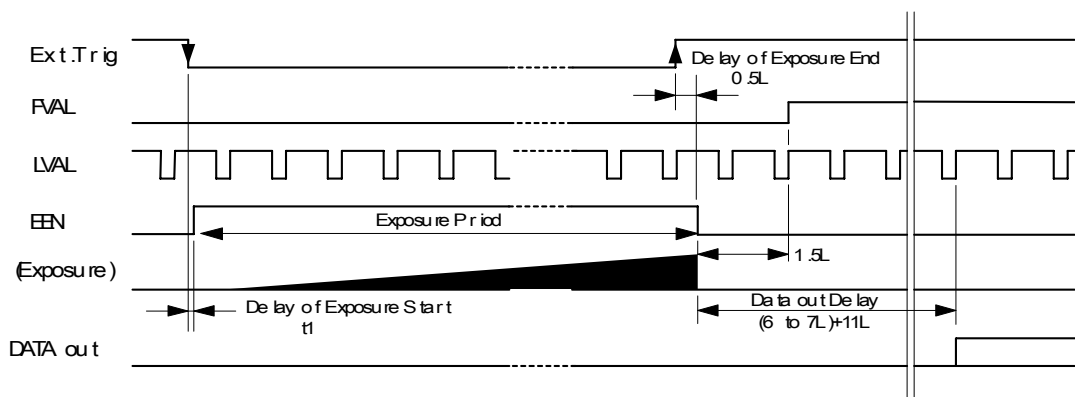 Ext.Trig
Delay of Exposure End
0.5L
FVAL
LVAL
EEN
Exposure Priod
(Exposure)
1.5L
Delay of Exposure Start
t1
Data out Delay
(6 to 7L)+11L
DATA out